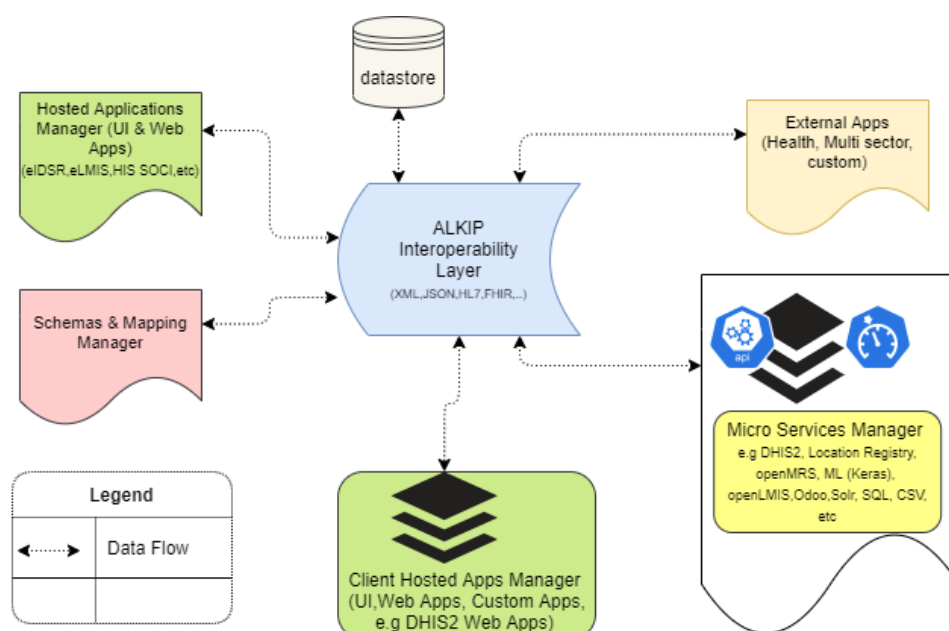 datastore
Hosted Applications
Manager (UI & Web
Apps)
(eIDSR,eLMIS,HIS SOCI,etc)
External Apps
(Health, Multi sector,
custom)
ALKIP
Interoperability
Layer
(XML,JSON,HL7,FHIR,...)
Schemas & Mapping
Manager
api
Micro Services Manager
e.g DHIS2, Location Registry,
openMRS, ML (Keras),
openLMIS,Odoo,Solr, SQL, CSV,
etc
Legend
Data Flow
Client Hosted Apps Manager
(UI,Web Apps, Custom Apps,
e.g DHIS2 Web Apps)